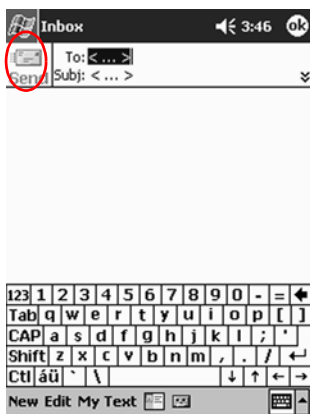 Inbox 3:46 ok
To: < ... >
Send Subj: < ... >
123 1 2 3 4 5 6 7 8 9 0 - =
Tab q w e r t y u i o p [ ]
CAP a s d f g h j k l ; '
Shift z x c v b n m , . /
Ctl áü ` \
New Edit My Text